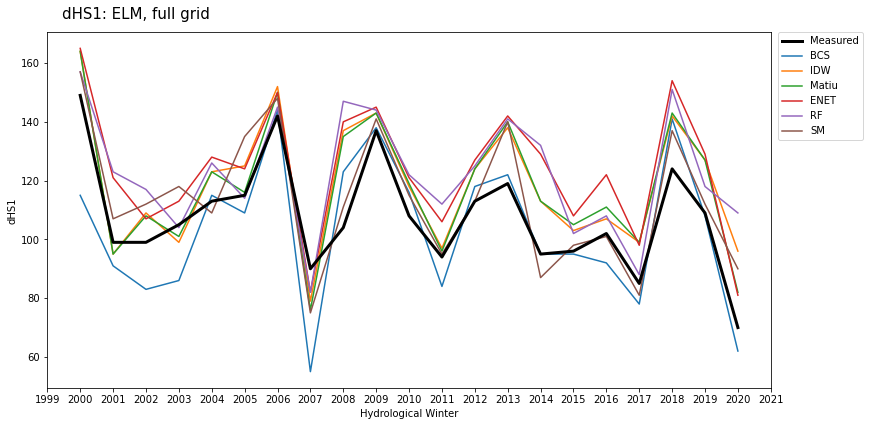 dHS1: ELM, full grid
Measured
BCS
IDW
Matiu
ENET
RF
SM
dHS1
160
140
120
100
80
60
1999 2000 2001 2002 2003 2004 2005 2006 2007 2008 2009 2010 2011 2012 2013 2014 2015 2016 2017 2018 2019 2020 2021
Hydrological Winter